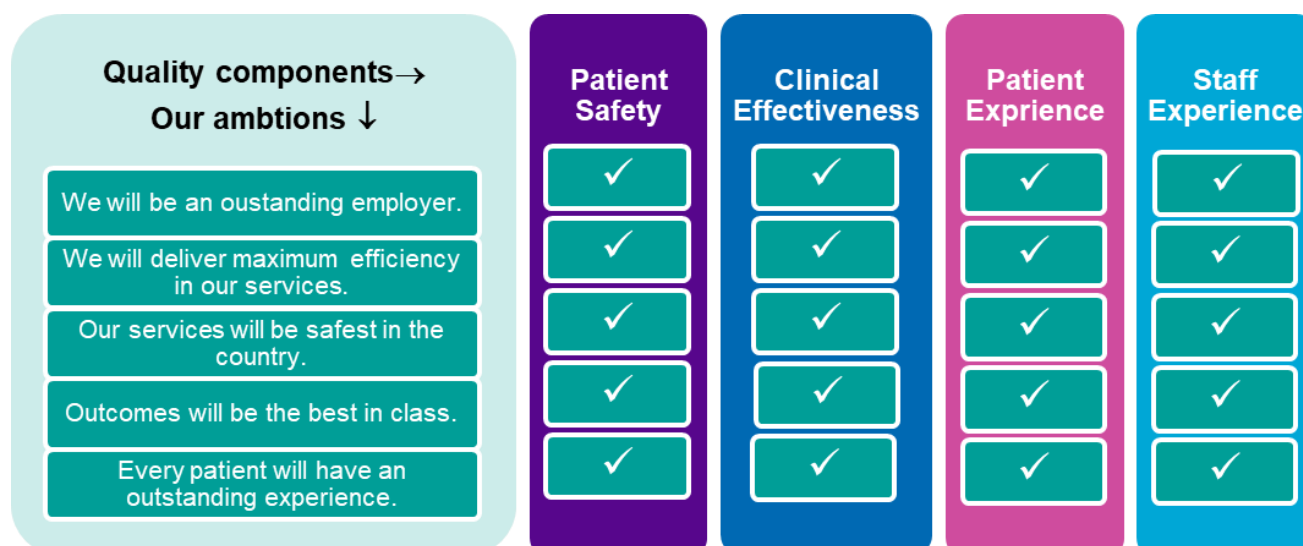 Quality components→
Our ambtions ↓
Patient
Safety
Clinical
Effectiveness
Patient
Exprience
Staff
Experience
We will be an oustanding employer.
✓ ✓ ✓ ✓
We will deliver maximum efficiency
in our services.
✓ ✓ ✓ ✓
Our services will be safest in the
country.
✓ ✓ ✓ ✓
Outcomes will be the best in class.
✓ ✓ ✓ ✓
Every patient will have an
outstanding experience.
✓ ✓ ✓ ✓